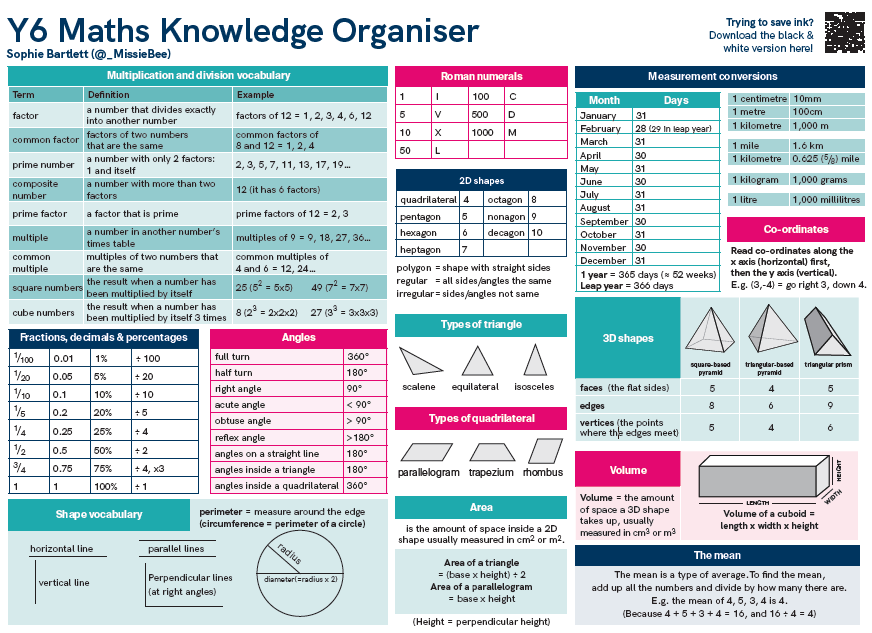 Y6 Maths Knowledge Organiser
Sophie Bartlett (@_MissieBee)
Trying to save ink?
Download the black &
white version here!
Multiplication and division vocabulary
Term Definition Example
factor a number that divides exactly into another number factors of 12 = 1, 2, 3, 4, 6, 12
common factor factors of two numbers that are the same common factors of 8 and 12 = 1, 2, 4
prime number a number with only 2 factors: 1 and itself 2, 3, 5, 7, 11, 13, 17, 19...
composite number a number with more than two factors 12 (it has 6 factors)
prime factor a factor that is prime prime factors of 12 = 2, 3
multiple a number in another number's times table multiples of 9 = 9, 18, 27, 36...
common multiple multiples of two numbers that are the same common multiples of 4 and 6 = 12, 24...
square numbers the result when a number has been multiplied by itself 25 (5² = 5x5) 49 (7² = 7x7)
cube numbers the result when a number has been multiplied by itself 3 times 8 (2³ = 2x2x2) 27 (3³ = 3x3x3)
Fractions, decimals & percentages
1/100 0.01 1% ÷ 100
1/20 0.05 5% ÷ 20
1/10 0.1 10% ÷ 10
1/5 0.2 20% ÷ 5
1/4 0.25 25% ÷ 4
1/2 0.5 50% ÷ 2
3/4 0.75 75% ÷ 4, x3
1 1 100% ÷ 1
Angles
full turn 360°
half turn 180°
right angle 90°
acute angle < 90°
obtuse angle > 90°
reflex angle >180°
angles on a straight line 180°
angles inside a triangle 180°
angles inside a quadrilateral 360°
Shape vocabulary
perimeter = measure around the edge
(circumference = perimeter of a circle)
horizontal line
parallel lines
vertical line
Perpendicular lines
(at right angles)
radius
diameter(=radius x 2)
Roman numerals
1 I 100 C
5 V 500 D
10 X 1000 M
50 L
2D shapes
quadrilateral 4 octagon 8
pentagon 5 nonagon 9
hexagon 6 decagon 10
heptagon 7
polygon = shape with straight sides
regular = all sides/angles the same
irregular = sides/angles not same
Types of triangle
scalene equilateral isosceles
Types of quadrilateral
parallelogram trapezium rhombus
Area
is the amount of space inside a 2D
shape usually measured in cm² or m².
Area of a triangle
= (base x height) ÷ 2
Area of a parallelogram
= base x height
(Height = perpendicular height)
Measurement conversions
Month Days
January 31
February 28 (29 in leap year)
March 31
April 30
May 31
June 30
July 31
August 31
September 30
October 31
November 30
December 31
1 year = 365 days (≈ 52 weeks)
Leap year = 366 days
1 centimetre 10mm
1 metre 100cm
1 kilometre 1,000 m
1 mile 1.6 km
1 kilometre 0.625 (5/8) mile
1 kilogram 1,000 grams
1 litre 1,000 millilitres
Co-ordinates
Read co-ordinates along the
x axis (horizontal) first,
then the y axis (vertical).
E.g. (3,-4) = go right 3, down 4.
3D shapes
square-based pyramid triangular-based pyramid triangular prism
faces (the flat sides) 5 4 5
edges 8 6 9
vertices (the points where the edges meet) 5 4 6
Volume
Volume = the amount
of space a 3D shape
takes up, usually
measured in cm³ or m³
HEIGHT
WIDTH
LENGTH
Volume of a cuboid =
length x width x height
The mean
The mean is a type of average.To find the mean,
add up all the numbers and divide by how many there are.
E.g. the mean of 4, 5, 3, 4 is 4.
(Because 4 + 5 + 3 + 4 = 16, and 16 ÷ 4 = 4)